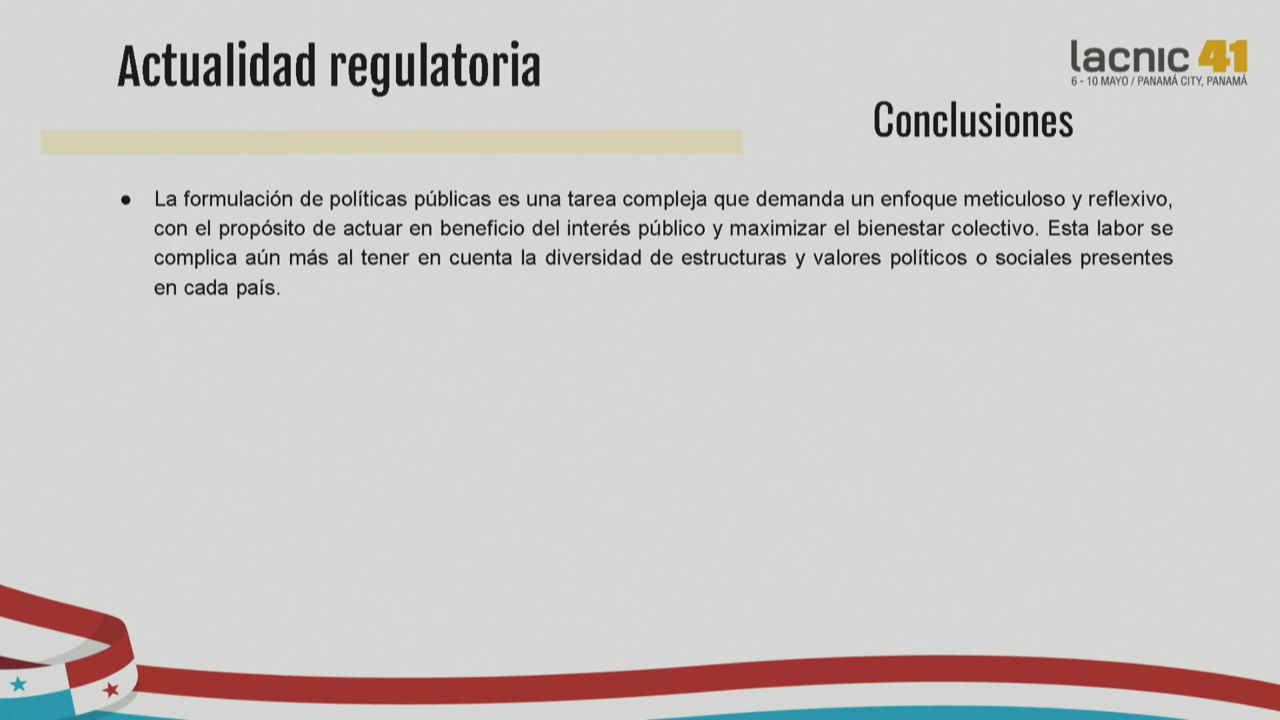 Actualidad regulatoria
lacnic 41
6 - 10 MAYO / PANAMÁ CITY, PANAMÁ
Conclusiones
● La formulación de políticas públicas es una tarea compleja que demanda un enfoque meticuloso y reflexivo,
con el propósito de actuar en beneficio del interés público y maximizar el bienestar colectivo. Esta labor se
complica aún más al tener en cuenta la diversidad de estructuras y valores políticos o sociales presentes
en cada país.